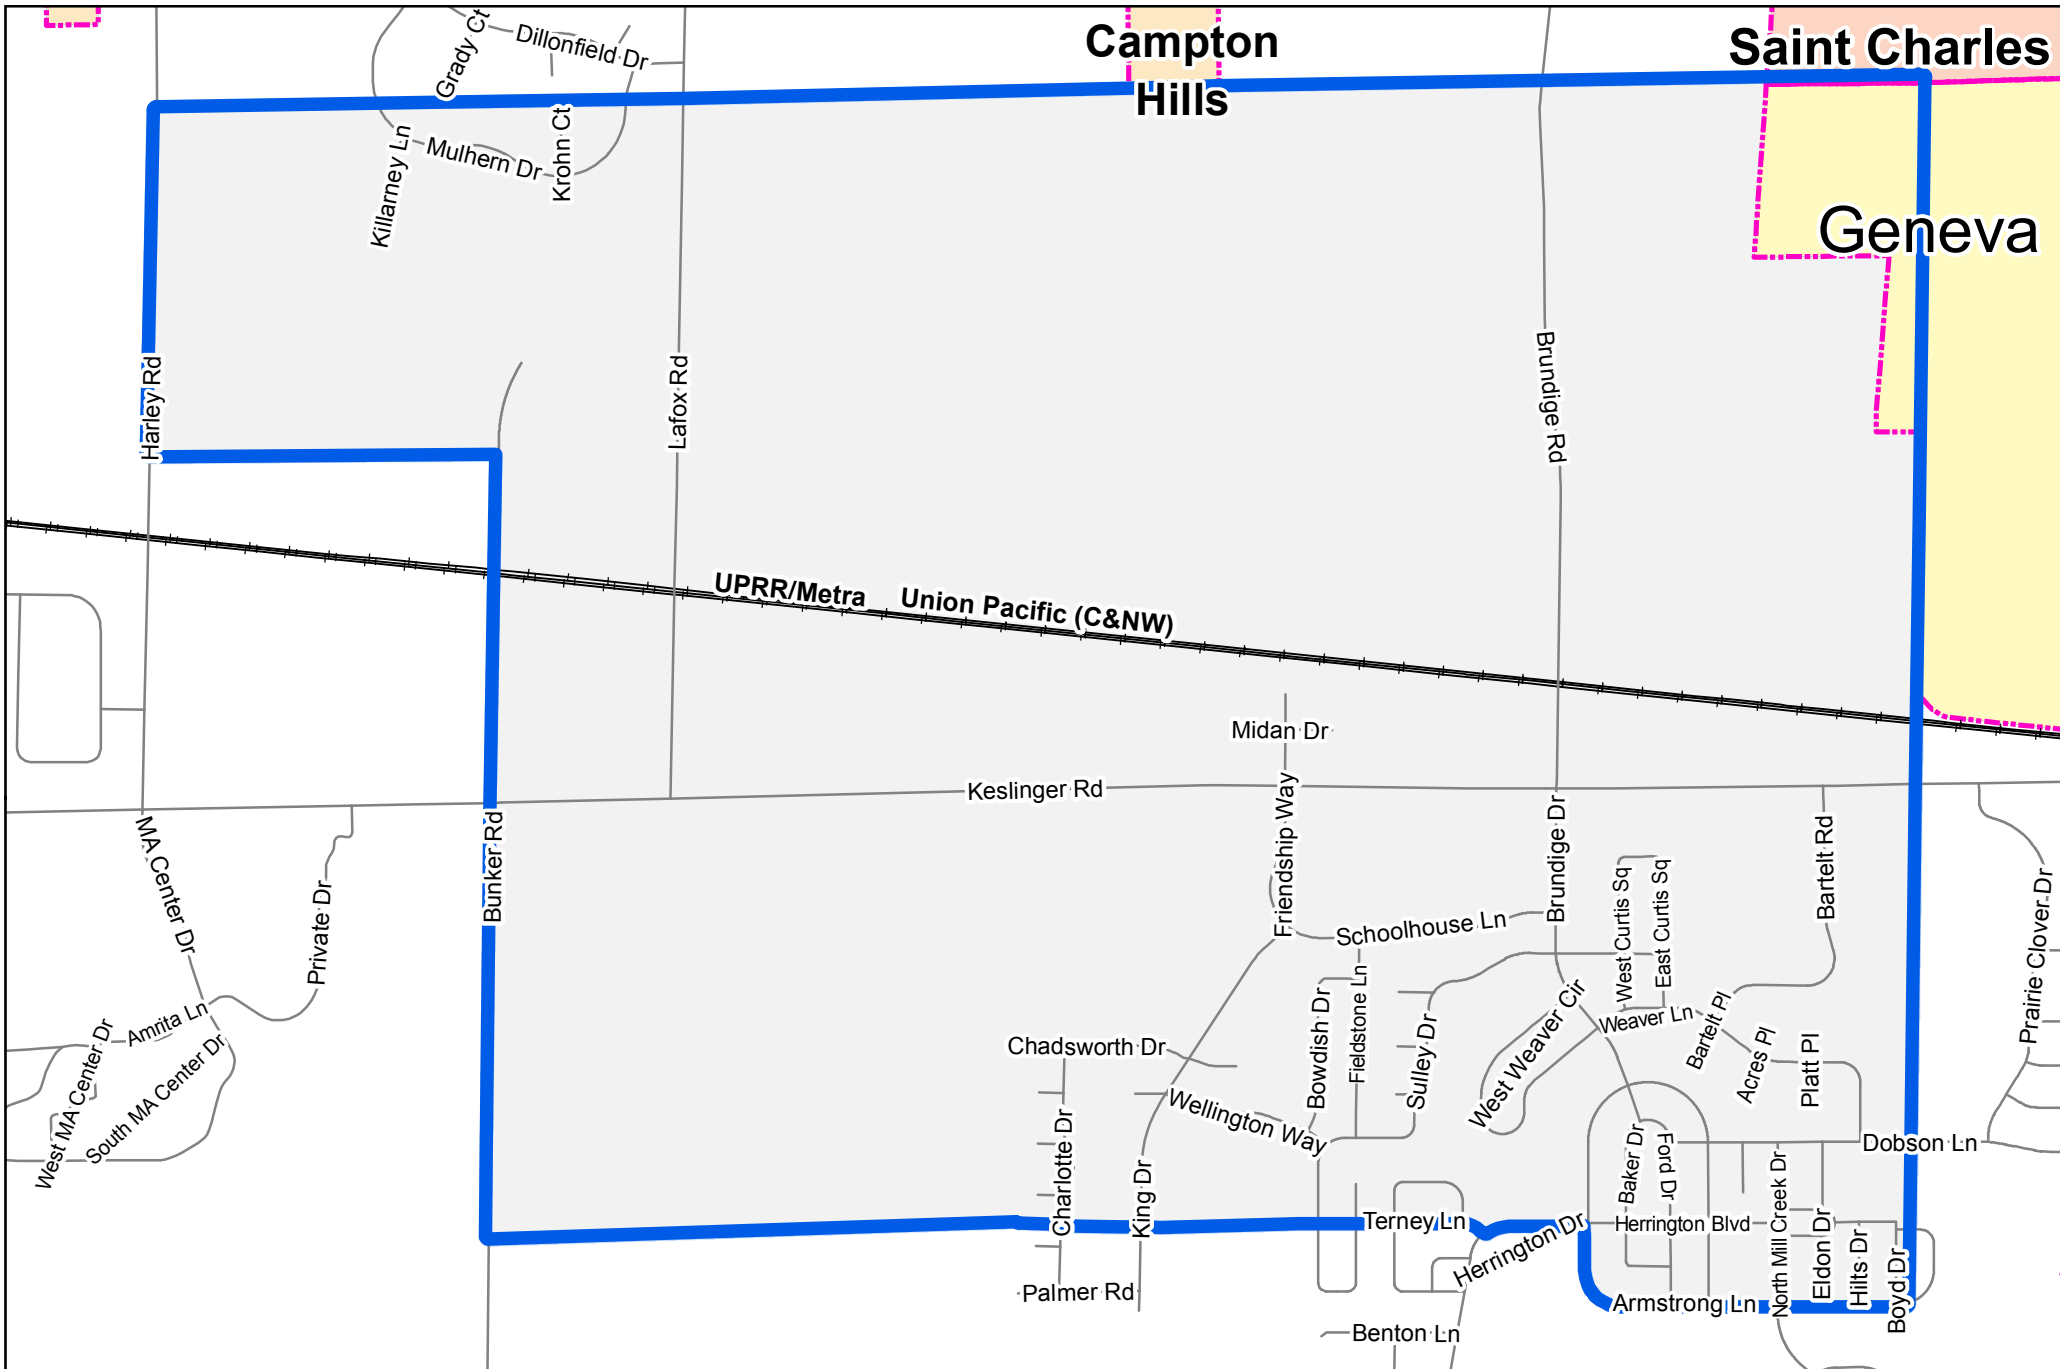 Campton
Hills
Saint Charles
Geneva
Grady Ct
Dillonfield Dr
Killarney Ln
Mulhern Dr
Krohn Ct
Harley Rd
Lafox Rd
Brundige Rd
UPRR/Metra
Union Pacific (C&NW)
Midan Dr
Keslinger Rd
MA Center Dr
Private Dr
Bunker Rd
Friendship Way
Brundige Dr
West Curtis Sq
East Curtis Sq
Bartelt Rd
Prairie Clover Dr
Schoolhouse Ln
Amrita Ln
West MA Center Dr
South MA Center Dr
Chadsworth Dr
Bowdish Dr
Fieldstone Ln
Sulley Dr
West Weaver Cir
Weaver Ln
Bartelt Pl
Acres Pl
Platt Pl
Wellington Way
Charlotte Dr
King Dr
Baker Dr
Ford Dr
Dobson Ln
Terney Ln
Herrington Dr
Herrington Blvd
North Mill Creek Dr
Eldon Dr
Hilts Dr
Boyd Dr
Palmer Rd
Armstrong Ln
Benton Ln